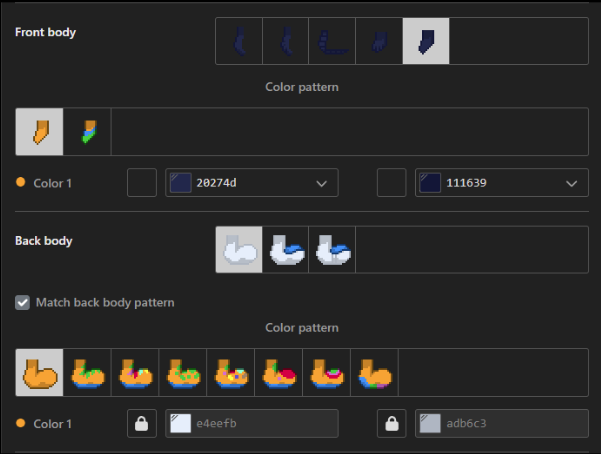 Front body
Color pattern
Color 1
20274d
111639
Back body
Match back body pattern
Color pattern
Color 1
e4eefb
adb6c3